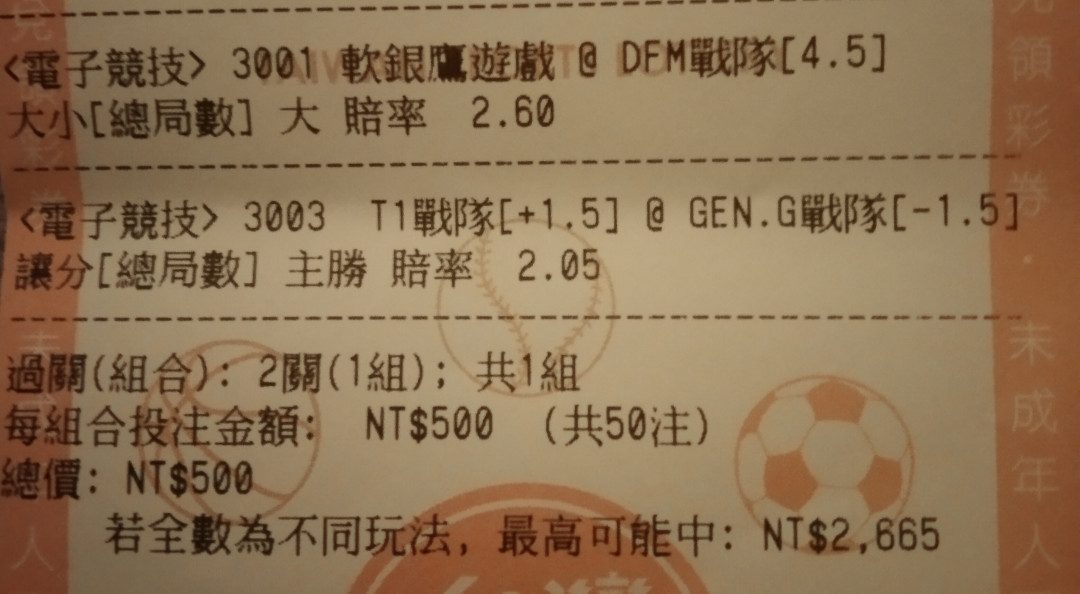 <電子競技> 3001 軟銀鷹遊戲 @ DFM戰隊[4.5]
大小[總局數] 大 賠率 2.60
<電子競技> 3003 T1戰隊[+1.5] @ GEN.G戰隊[-1.5]
讓分[總局數] 主勝 賠率 2.05
過關(組合): 2關(1組); 共1組
每組合投注金額: NT$500 (共50注)
總價: NT$500
若全數為不同玩法, 最高可能中: NT$2,665
領彩券.未成年人